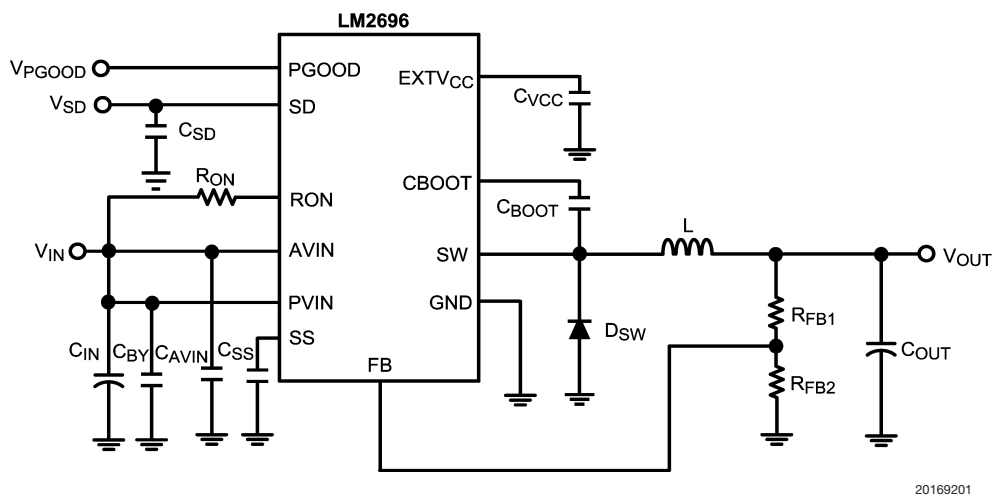 LM2696
VPGOOD
PGOOD
EXTVCC
CVCC
VSD
SD
CSD
RON
RON
CBOOT
CBOOT
L
VIN
AVIN
SW
VOUT
PVIN
GND
DSW
RFB1
SS
CIN
CBY
CAVIN
CSS
FB
COUT
RFB2
20169201